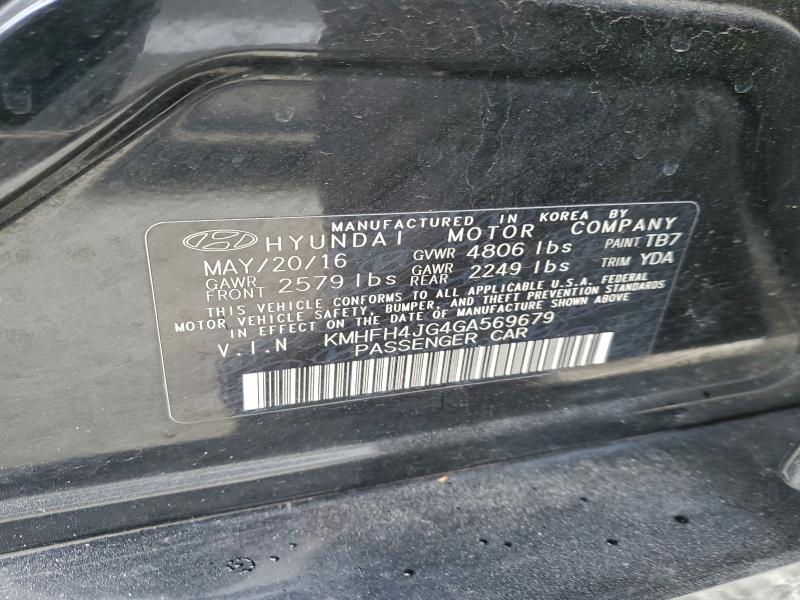 MANUFACTURED IN KOREA BY
HYUNDAI MOTOR COMPANY
MAY/20/16 GVWR 4806 lbs PAINT TB7
GAWR FRONT 2579 lbs GAWR REAR 2249 lbs TRIM YDA
THIS VEHICLE CONFORMS TO ALL APPLICABLE U.S.A. FEDERAL
MOTOR VEHICLE SAFETY, BUMPER, AND THEFT PREVENTION STANDARDS
IN EFFECT ON THE DATE OF MANUFACTURE SHOWN ABOVE
V.I.N KMHFH4JG4GA569679
PASSENGER CAR